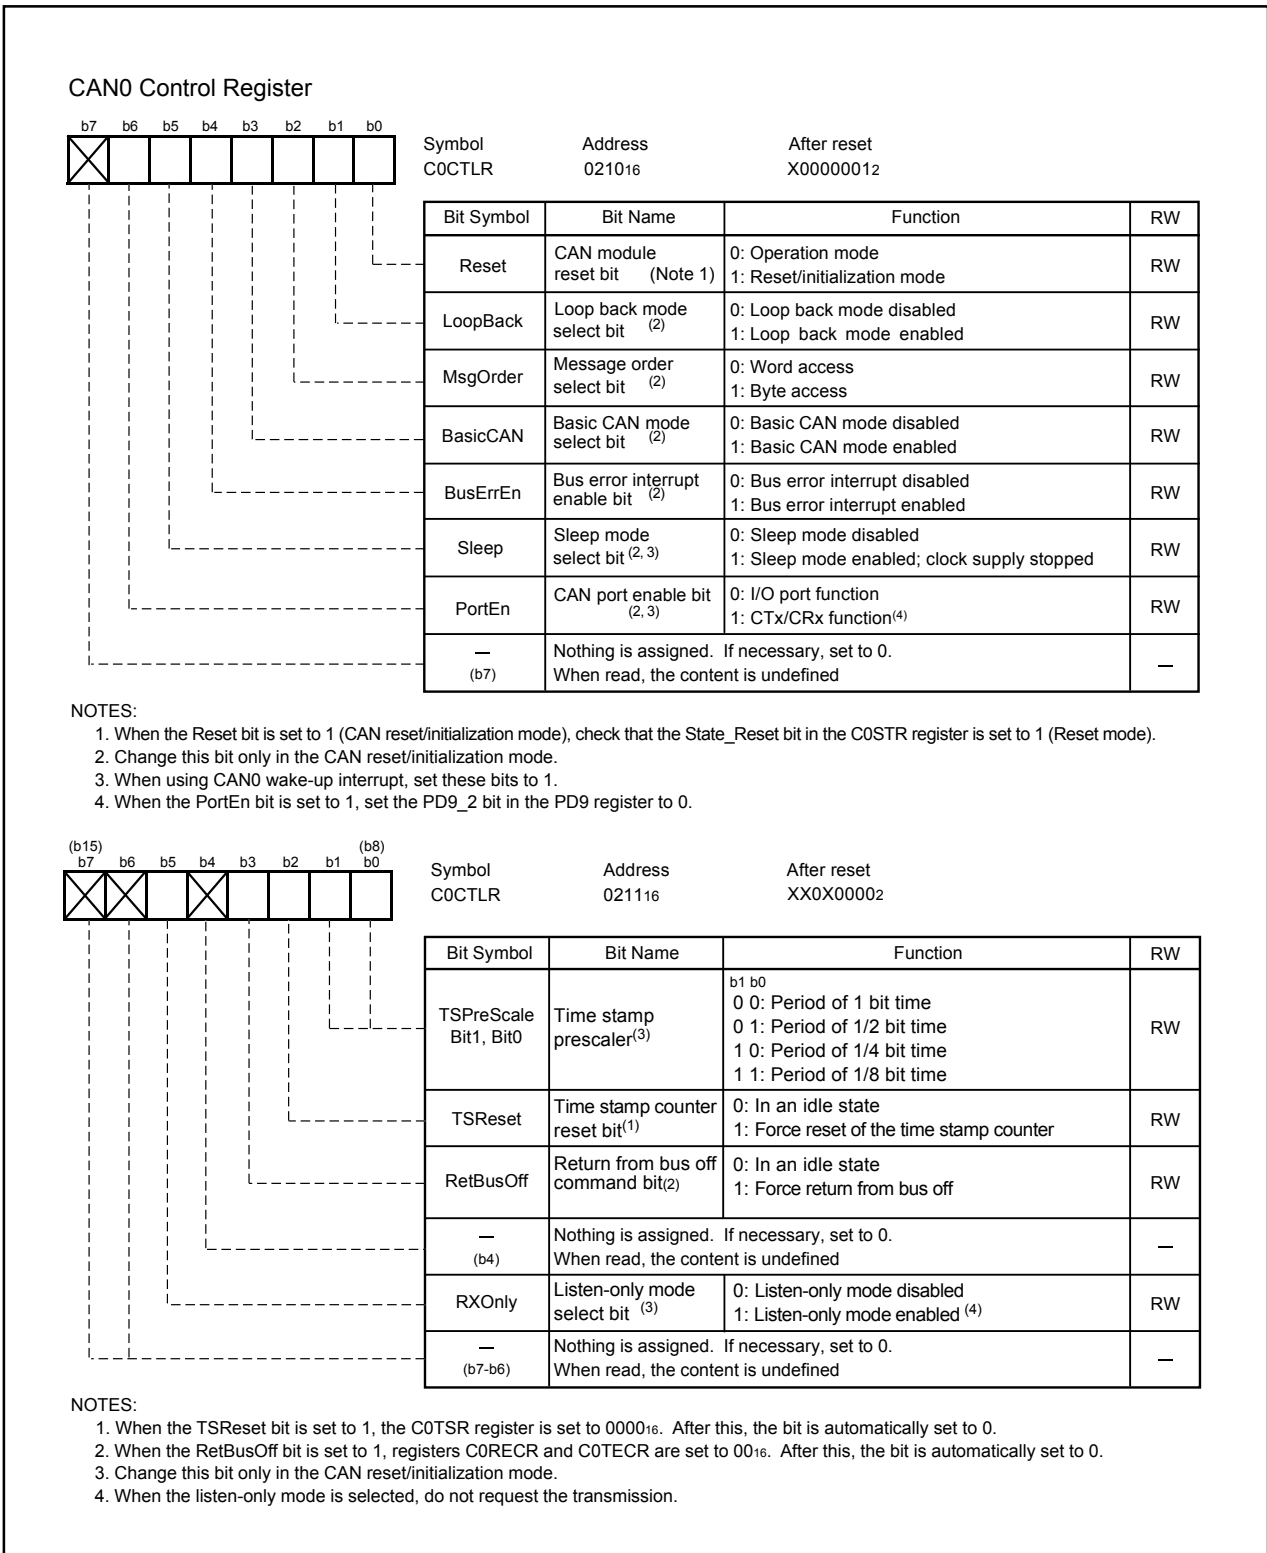 CAN0 Control Register
b7 b6 b5 b4 b3 b2 b1 b0
Symbol Address After reset
C0CTLR 021016 X00000012
Bit Symbol Bit Name Function RW
Reset CAN module reset bit (Note 1) 0: Operation mode RW
1: Reset/initialization mode
LoopBack Loop back mode select bit (2) 0: Loop back mode disabled RW
1: Loop back mode enabled
MsgOrder Message order select bit (2) 0: Word access RW
1: Byte access
BasicCAN Basic CAN mode select bit (2) 0: Basic CAN mode disabled RW
1: Basic CAN mode enabled
BusErrEn Bus error interrupt enable bit (2) 0: Bus error interrupt disabled RW
1: Bus error interrupt enabled
Sleep Sleep mode select bit (2, 3) 0: Sleep mode disabled RW
1: Sleep mode enabled; clock supply stopped
PortEn CAN port enable bit (2, 3) 0: I/O port function RW
1: CTx/CRx function(4)
— (b7) Nothing is assigned. If necessary, set to 0. —
When read, the content is undefined
NOTES:
1. When the Reset bit is set to 1 (CAN reset/initialization mode), check that the State_Reset bit in the C0STR register is set to 1 (Reset mode).
2. Change this bit only in the CAN reset/initialization mode.
3. When using CAN0 wake-up interrupt, set these bits to 1.
4. When the PortEn bit is set to 1, set the PD9_2 bit in the PD9 register to 0.
(b15) (b8)
b7 b6 b5 b4 b3 b2 b1 b0
Symbol Address After reset
C0CTLR 021116 XX0X00002
Bit Symbol Bit Name Function RW
TSPreScale Bit1, Bit0 Time stamp prescaler(3) b1 b0 RW
0 0: Period of 1 bit time
0 1: Period of 1/2 bit time
1 0: Period of 1/4 bit time
1 1: Period of 1/8 bit time
TSReset Time stamp counter reset bit(1) 0: In an idle state RW
1: Force reset of the time stamp counter
RetBusOff Return from bus off command bit(2) 0: In an idle state RW
1: Force return from bus off
— (b4) Nothing is assigned. If necessary, set to 0. —
When read, the content is undefined
RXOnly Listen-only mode select bit (3) 0: Listen-only mode disabled RW
1: Listen-only mode enabled (4)
— (b7-b6) Nothing is assigned. If necessary, set to 0. —
When read, the content is undefined
NOTES:
1. When the TSReset bit is set to 1, the C0TSR register is set to 000016. After this, the bit is automatically set to 0.
2. When the RetBusOff bit is set to 1, registers C0RECR and C0TECR are set to 0016. After this, the bit is automatically set to 0.
3. Change this bit only in the CAN reset/initialization mode.
4. When the listen-only mode is selected, do not request the transmission.